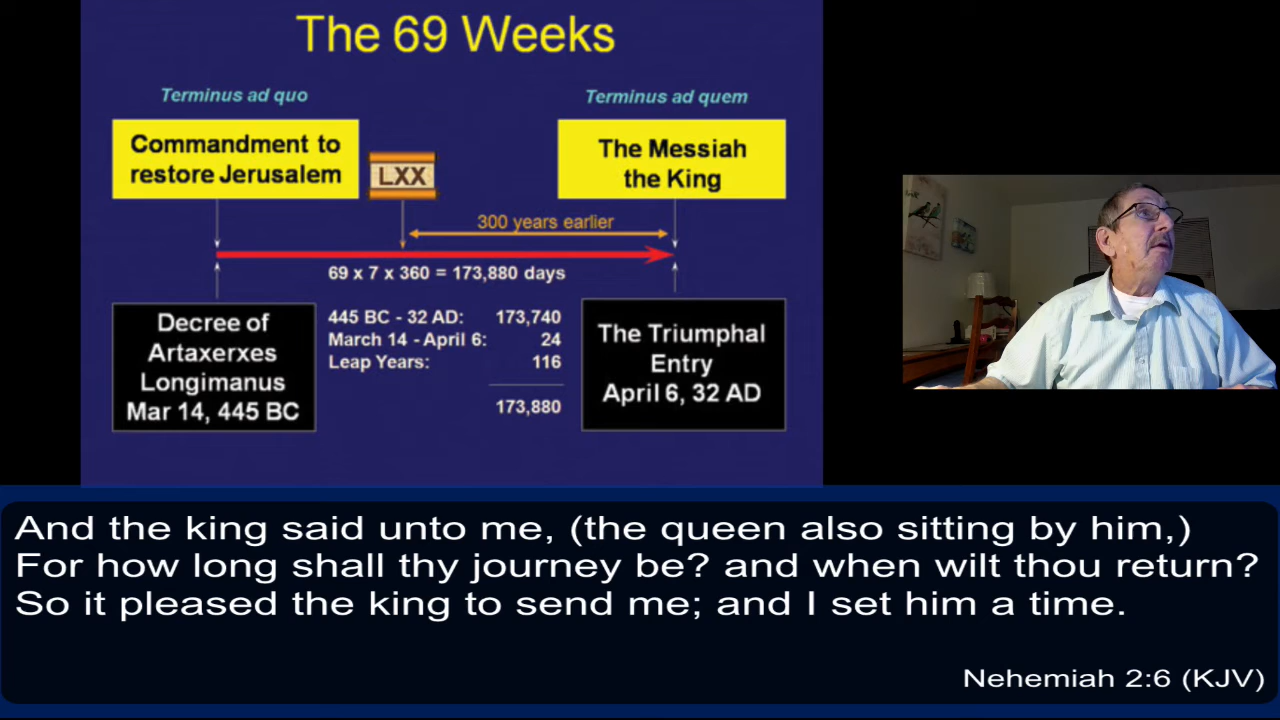 The 69 Weeks
Terminus ad quo
Terminus ad quem
Commandment to
restore Jerusalem
LXX
The Messiah
the King
300 years earlier
69 x 7 x 360 = 173,880 days
Decree of
Artaxerxes
Longimanus
Mar 14, 445 BC
445 BC - 32 AD: 173,740
March 14 - April 6: 24
Leap Years: 116
173,880
The Triumphal
Entry
April 6, 32 AD
And the king said unto me, (the queen also sitting by him,)
For how long shall thy journey be? and when wilt thou return?
So it pleased the king to send me; and I set him a time.
Nehemiah 2:6 (KJV)